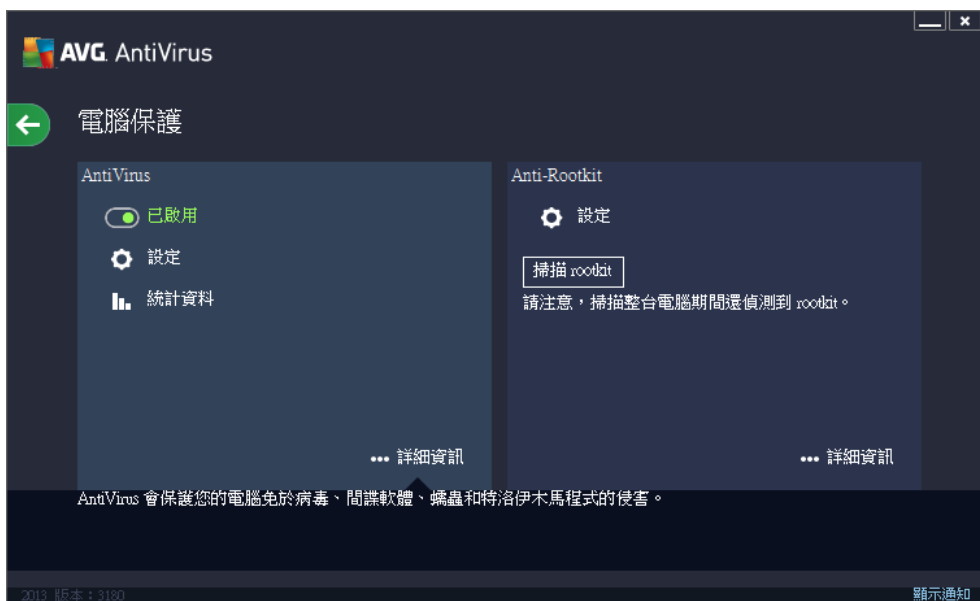 AVG. AntiVirus
電腦保護
AntiVirus
已啟用
設定
統計資料
••• 詳細資訊
Anti-Rootkit
設定
掃描 rootkit
請注意，掃描整台電腦期間還偵測到 rootkit。
••• 詳細資訊
AntiVirus 會保護您的電腦免於病毒、間諜軟體、蠕蟲和特洛伊木馬程式的侵害。
2013 版本：3180
顯示通知